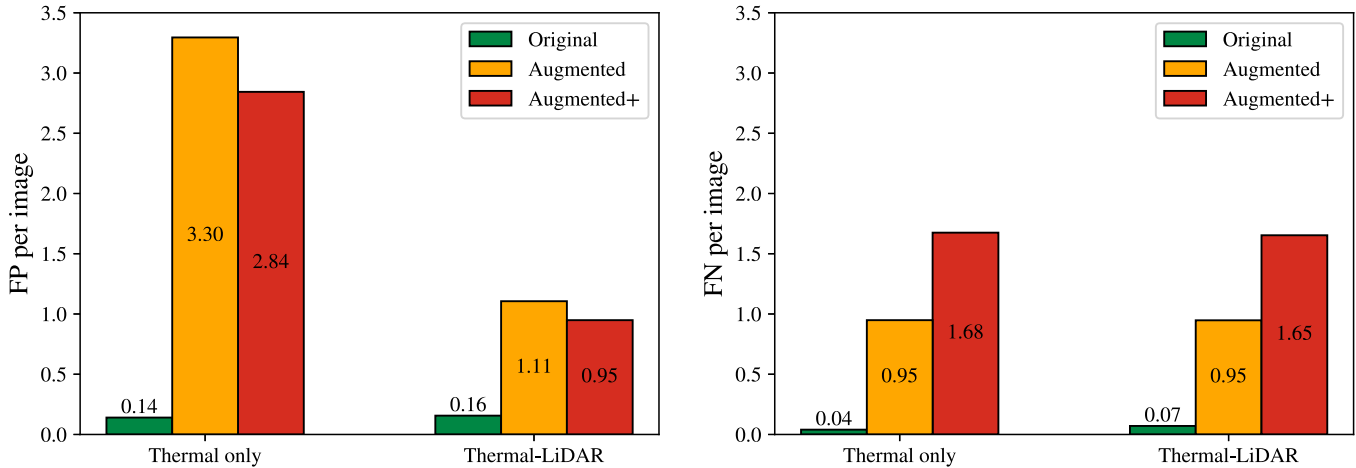 FP per image
3.5
3.0
2.5
2.0
1.5
1.0
0.5
0.0
Original
Augmented
Augmented+
0.14
3.30
2.84
0.16
1.11
0.95
Thermal only
Thermal-LiDAR
FN per image
3.5
3.0
2.5
2.0
1.5
1.0
0.5
0.0
Original
Augmented
Augmented+
0.04
0.95
1.68
0.07
0.95
1.65
Thermal only
Thermal-LiDAR